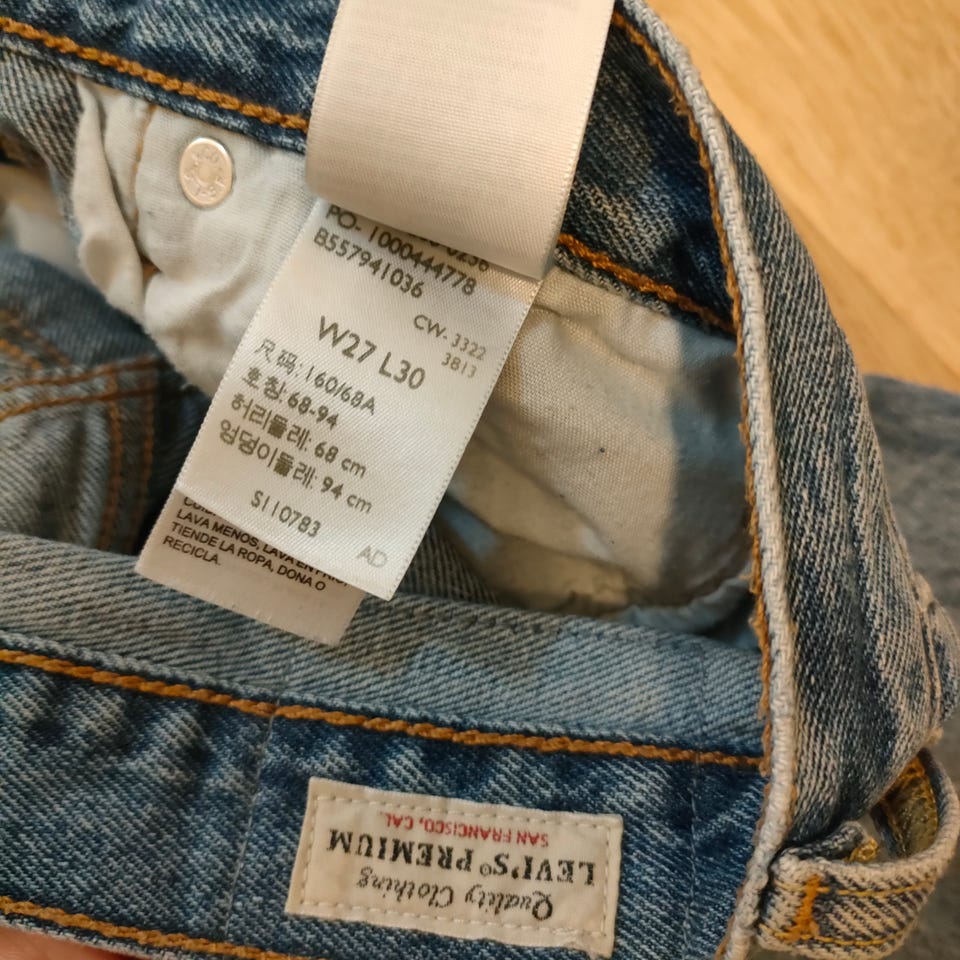 PO- 1000444778
B557941036
CW- 3322
3813
W27 L30
尺码: 160/68A
호칭: 68-94
허리둘레: 68 cm
엉덩이둘레: 94 cm
S110783
AD
LAVA MENOS, LAVA EN FRIO
TIENDE LA ROPA, DONA O
RECICLA.
Quality Clothing
LEVI'S® PREMIUM
SAN FRANCISCO, CAL.